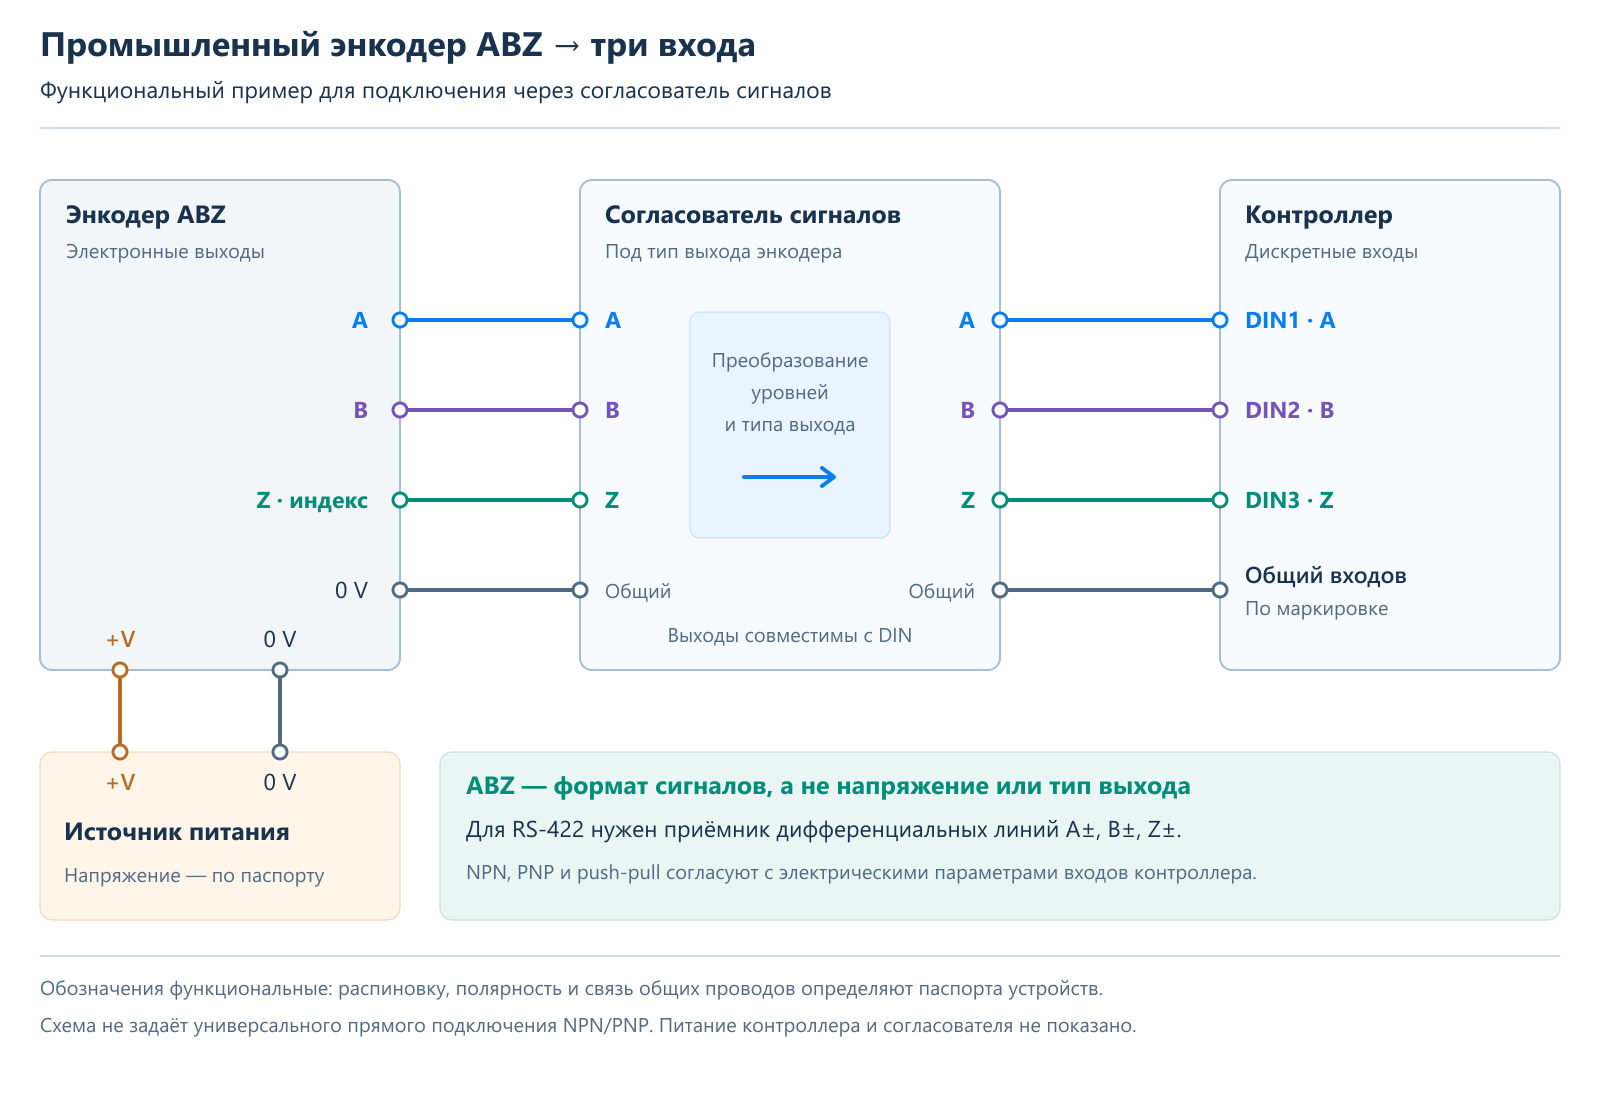 Промышленный энкодер ABZ → три входа
Функциональный пример для подключения через согласователь сигналов
Энкодер ABZ
Электронные выходы
A
B
Z · индекс
0 V
+V
0 V
Согласователь сигналов
Под тип выхода энкодера
A
B
Z
Общий
Преобразование
уровней
и типа выхода
A
B
Z
Общий
Выходы совместимы с DIN
Контроллер
Дискретные входы
DIN1 · A
DIN2 · B
DIN3 · Z
Общий входов
По маркировке
+V
0 V
Источник питания
Напряжение — по паспорту
ABZ — формат сигналов, а не напряжение или тип выхода
Для RS-422 нужен приёмник дифференциальных линий A±, B±, Z±.
NPN, PNP и push-pull согласуют с электрическими параметрами входов контроллера.
Обозначения функциональные: распиновку, полярность и связь общих проводов определяют паспорта устройств.
Схема не задаёт универсального прямого подключения NPN/PNP. Питание контроллера и согласователя не показано.